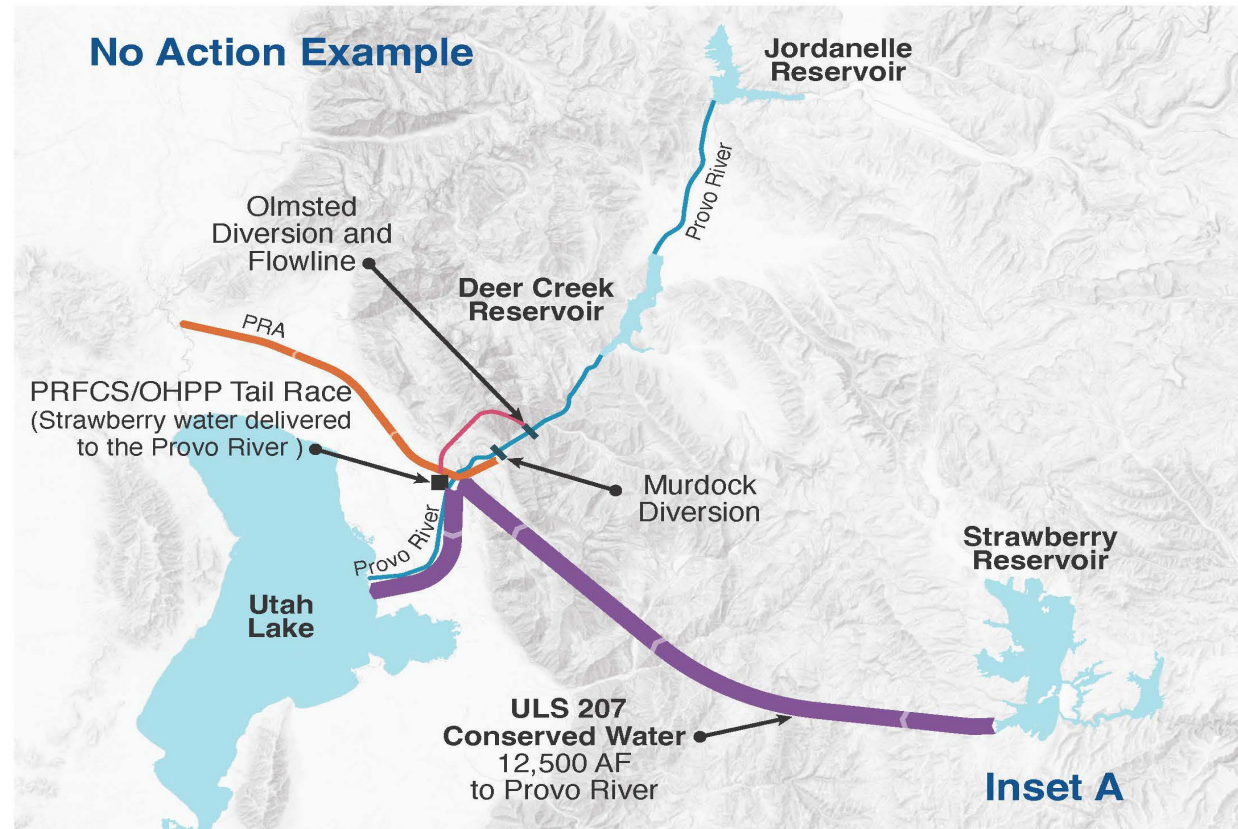 No Action Example
Jordanelle
Reservoir
Provo River
Olmsted
Diversion and
Flowline
Deer Creek
Reservoir
PRA
PRFCS/OHPP Tail Race
(Strawberry water delivered
to the Provo River )
Murdock
Diversion
Provo River
Strawberry
Reservoir
Utah
Lake
ULS 207
Conserved Water
12,500 AF
to Provo River
Inset A